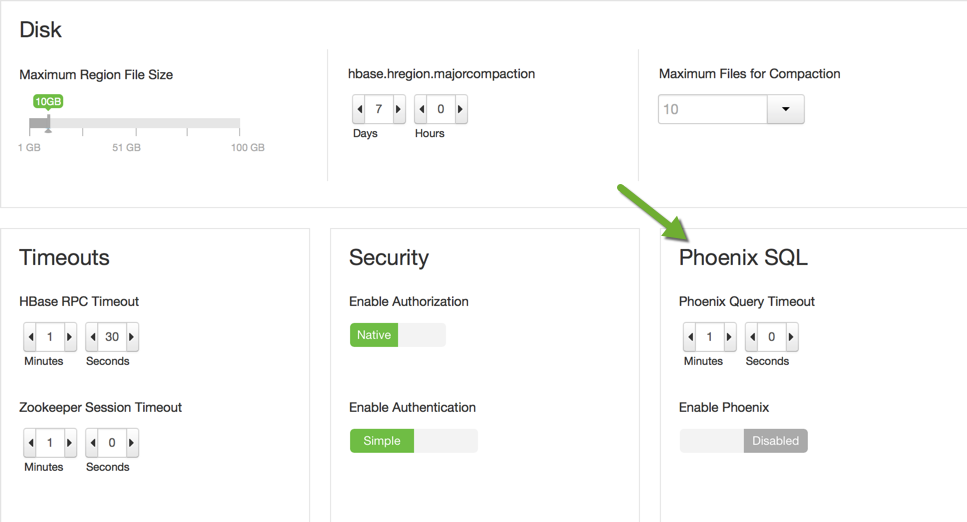 Disk
Maximum Region File Size
10GB
1 GB 51 GB 100 GB
hbase.hregion.majorcompaction
7 0
Days Hours
Maximum Files for Compaction
10
Timeouts
HBase RPC Timeout
1 30
Minutes Seconds
Zookeeper Session Timeout
1 0
Minutes Seconds
Security
Enable Authorization
Native
Enable Authentication
Simple
Phoenix SQL
Phoenix Query Timeout
1 0
Minutes Seconds
Enable Phoenix
Disabled